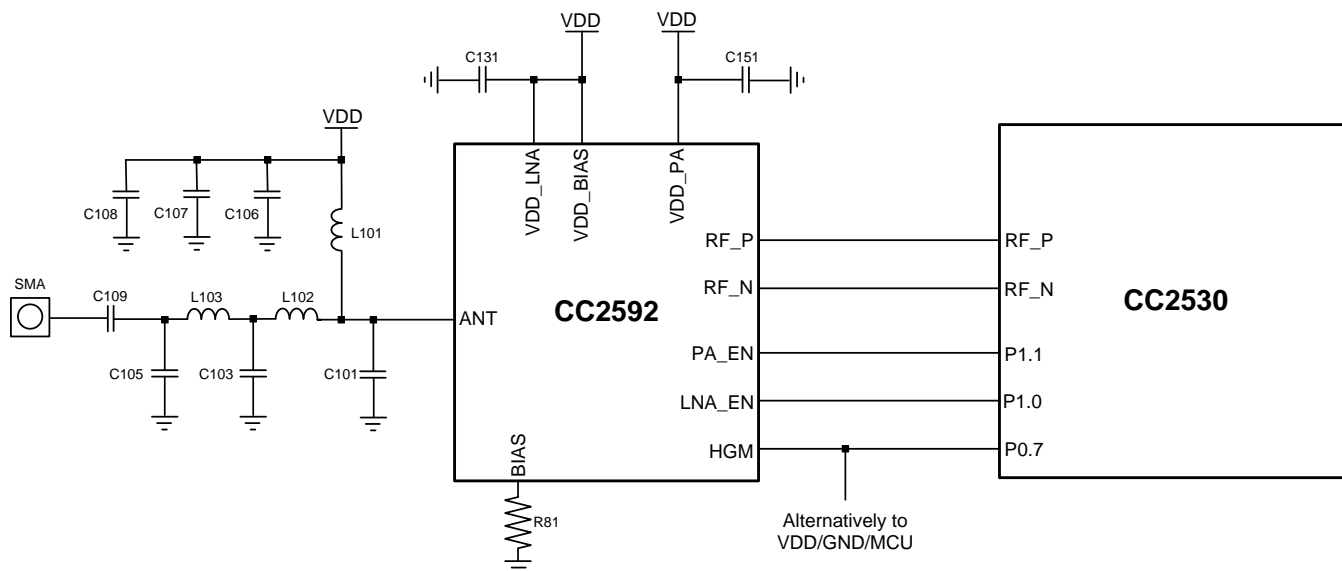 VDD
VDD
C131
C151
VDD
VDD_LNA
VDD_BIAS
VDD_PA
C108
C107
C106
L101
RF_P
RF_P
SMA
C109
L103
L102
RF_N
RF_N
ANT
CC2592
CC2530
C105
C103
C101
PA_EN
P1.1
LNA_EN
P1.0
BIAS
HGM
P0.7
R81
Alternatively to
VDD/GND/MCU